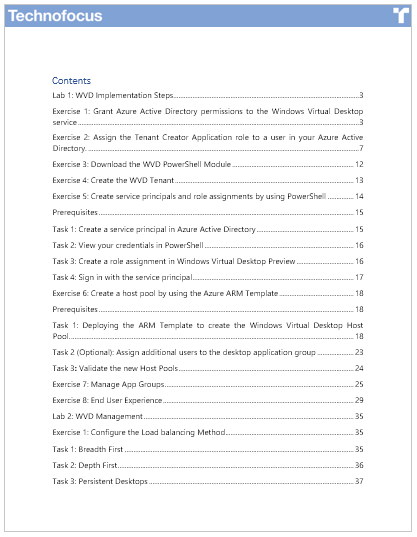 Technofocus
Contents
Lab 1: WVD Implementation Steps.....3
Exercise 1: Grant Azure Active Directory permissions to the Windows Virtual Desktop
service.....3
Exercise 2: Assign the Tenant Creator Application role to a user in your Azure Active
Directory. .....7
Exercise 3: Download the WVD PowerShell Module.....12
Exercise 4: Create the WVD Tenant.....13
Exercise 5: Create service principals and role assignments by using PowerShell.....14
Prerequisites.....15
Task 1: Create a service principal in Azure Active Directory.....15
Task 2: View your credentials in PowerShell.....16
Task 3: Create a role assignment in Windows Virtual Desktop Preview.....16
Task 4: Sign in with the service principal.....17
Exercise 6: Create a host pool by using the Azure ARM Template.....18
Prerequisites.....18
Task 1: Deploying the ARM Template to create the Windows Virtual Desktop Host
Pool.....18
Task 2 (Optional): Assign additional users to the desktop application group.....23
Task 3: Validate the new Host Pools.....24
Exercise 7: Manage App Groups.....25
Exercise 8: End User Experience.....29
Lab 2: WVD Management.....35
Exercise 1: Configure the Load balancing Method.....35
Task 1: Breadth First.....35
Task 2: Depth First.....36
Task 3: Persistent Desktops.....37